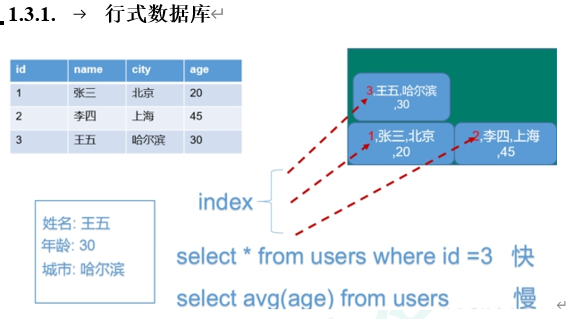 1.3.1. → 行式数据库
id name city age
1 张三 北京 20
2 李四 上海 45
3 王五 哈尔滨 30
3,王五,哈尔滨
,30
1,张三,北京
,20
2,李四,上海
,45
index
姓名: 王五
年龄: 30
城市: 哈尔滨
select * from users where id =3 快
select avg(age) from users 慢